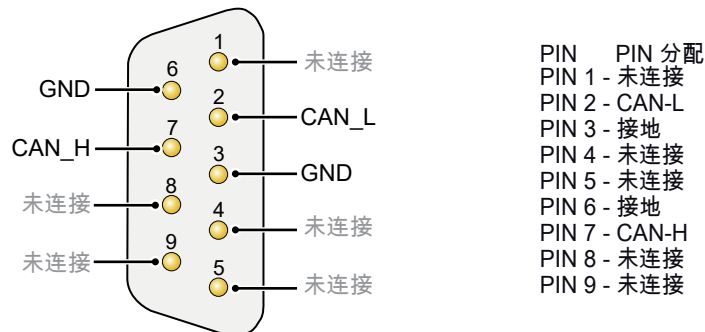 1
未连接
6
GND
2
CAN_L
7
CAN_H
3
GND
8
未连接
4
未连接
9
未连接
5
未连接
PIN PIN 分配
PIN 1 - 未连接
PIN 2 - CAN-L
PIN 3 - 接地
PIN 4 - 未连接
PIN 5 - 未连接
PIN 6 - 接地
PIN 7 - CAN-H
PIN 8 - 未连接
PIN 9 - 未连接